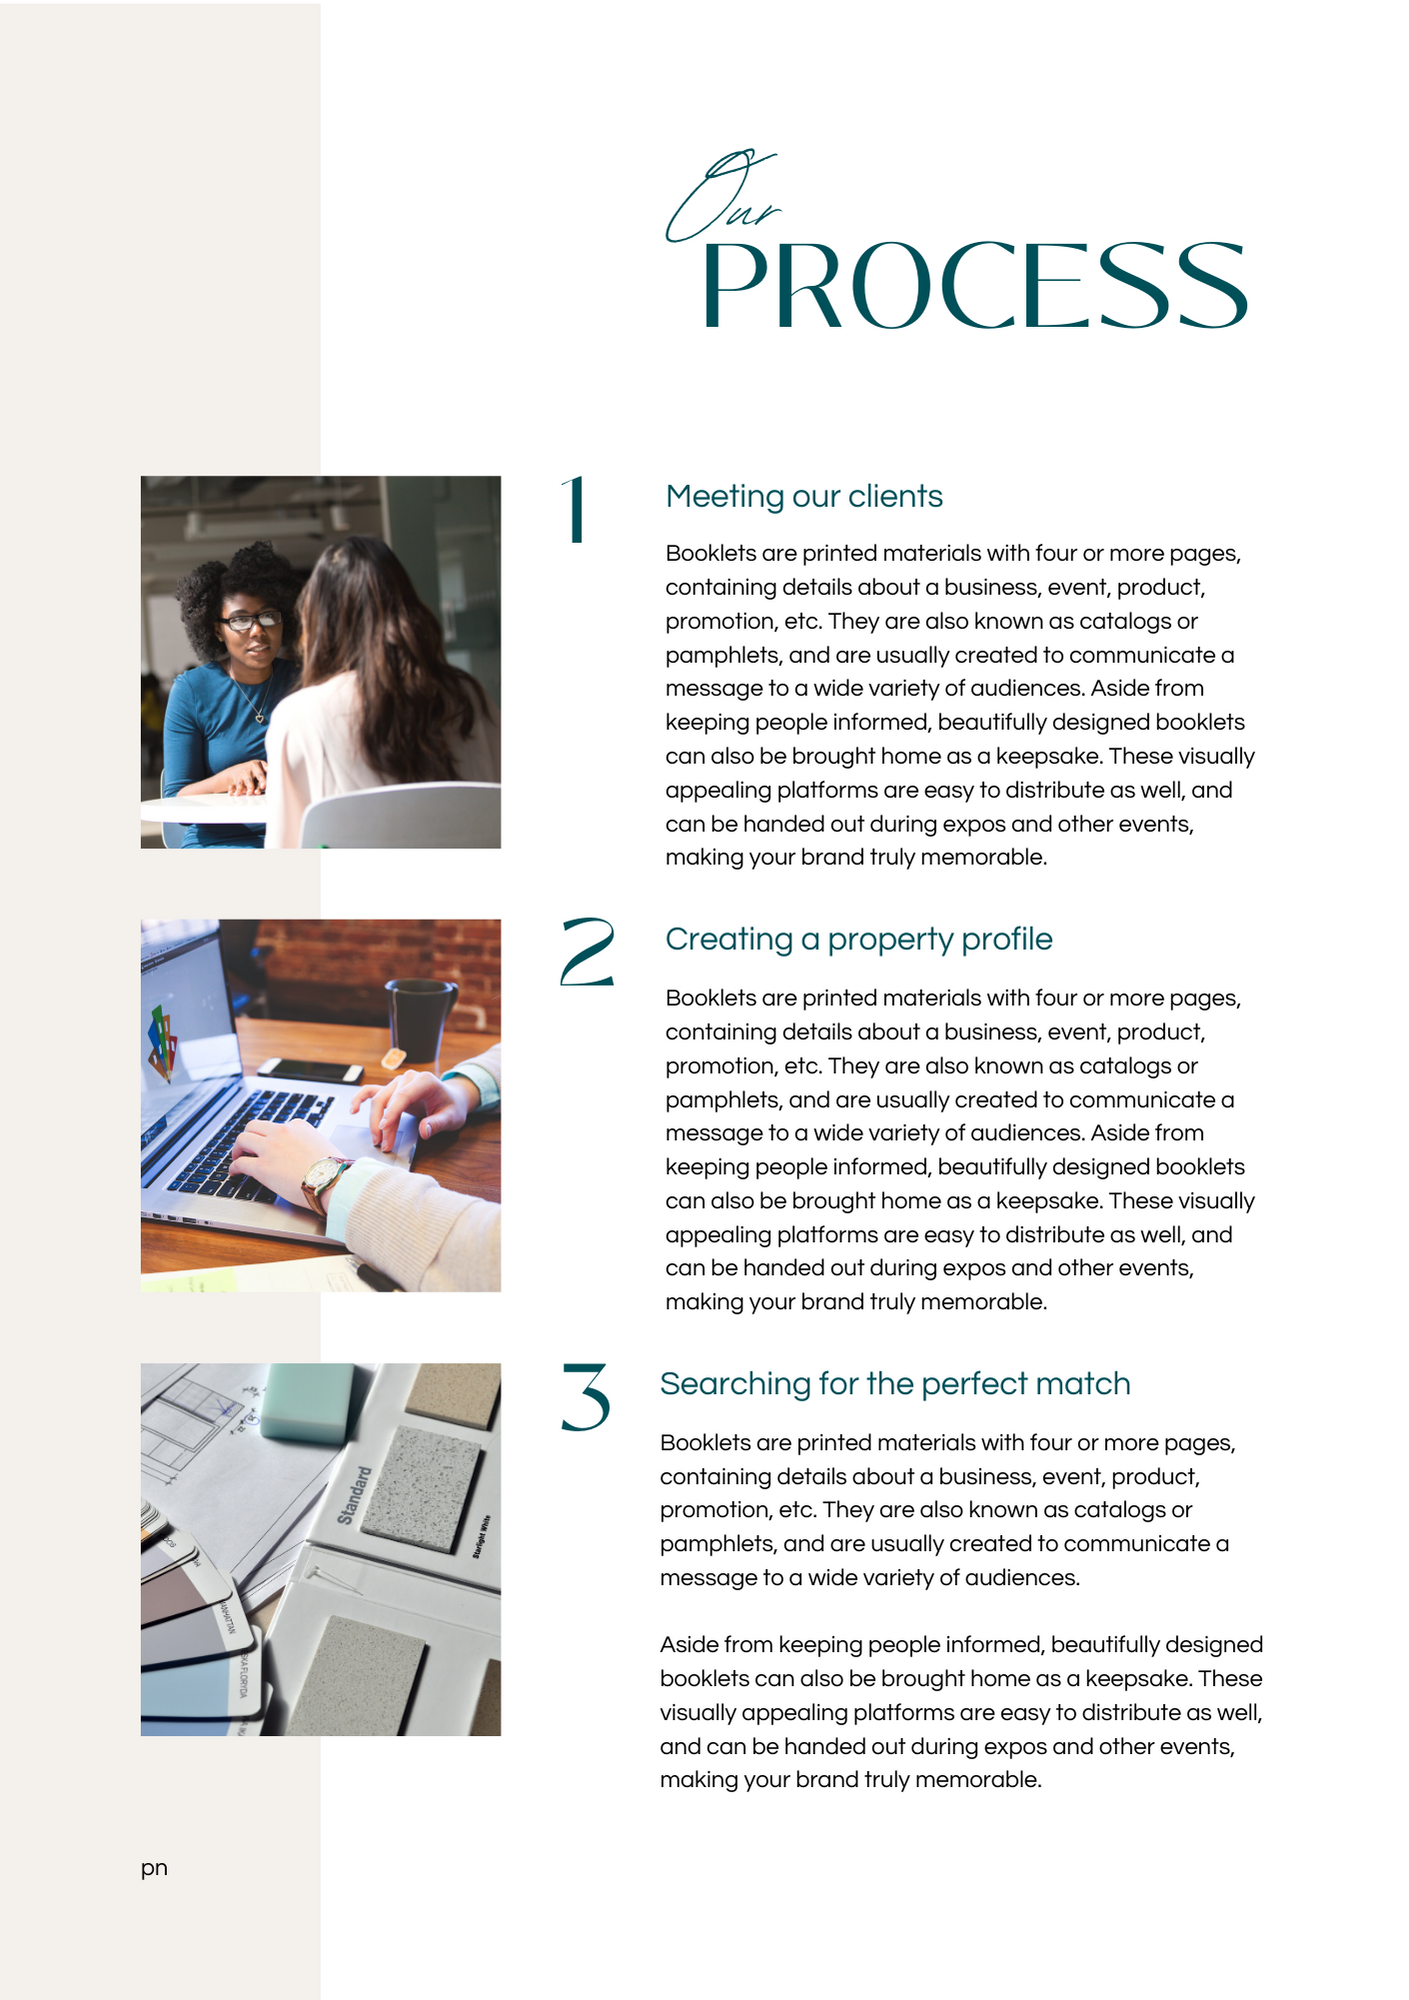 Our
PROCESS
1
Meeting our clients
Booklets are printed materials with four or more pages,
containing details about a business, event, product,
promotion, etc. They are also known as catalogs or
pamphlets, and are usually created to communicate a
message to a wide variety of audiences. Aside from
keeping people informed, beautifully designed booklets
can also be brought home as a keepsake. These visually
appealing platforms are easy to distribute as well, and
can be handed out during expos and other events,
making your brand truly memorable.
2
Creating a property profile
Booklets are printed materials with four or more pages,
containing details about a business, event, product,
promotion, etc. They are also known as catalogs or
pamphlets, and are usually created to communicate a
message to a wide variety of audiences. Aside from
keeping people informed, beautifully designed booklets
can also be brought home as a keepsake. These visually
appealing platforms are easy to distribute as well, and
can be handed out during expos and other events,
making your brand truly memorable.
Standard
Starlight White
3
Searching for the perfect match
Booklets are printed materials with four or more pages,
containing details about a business, event, product,
promotion, etc. They are also known as catalogs or
pamphlets, and are usually created to communicate a
message to a wide variety of audiences.
Aside from keeping people informed, beautifully designed
booklets can also be brought home as a keepsake. These
visually appealing platforms are easy to distribute as well,
and can be handed out during expos and other events,
making your brand truly memorable.
pn